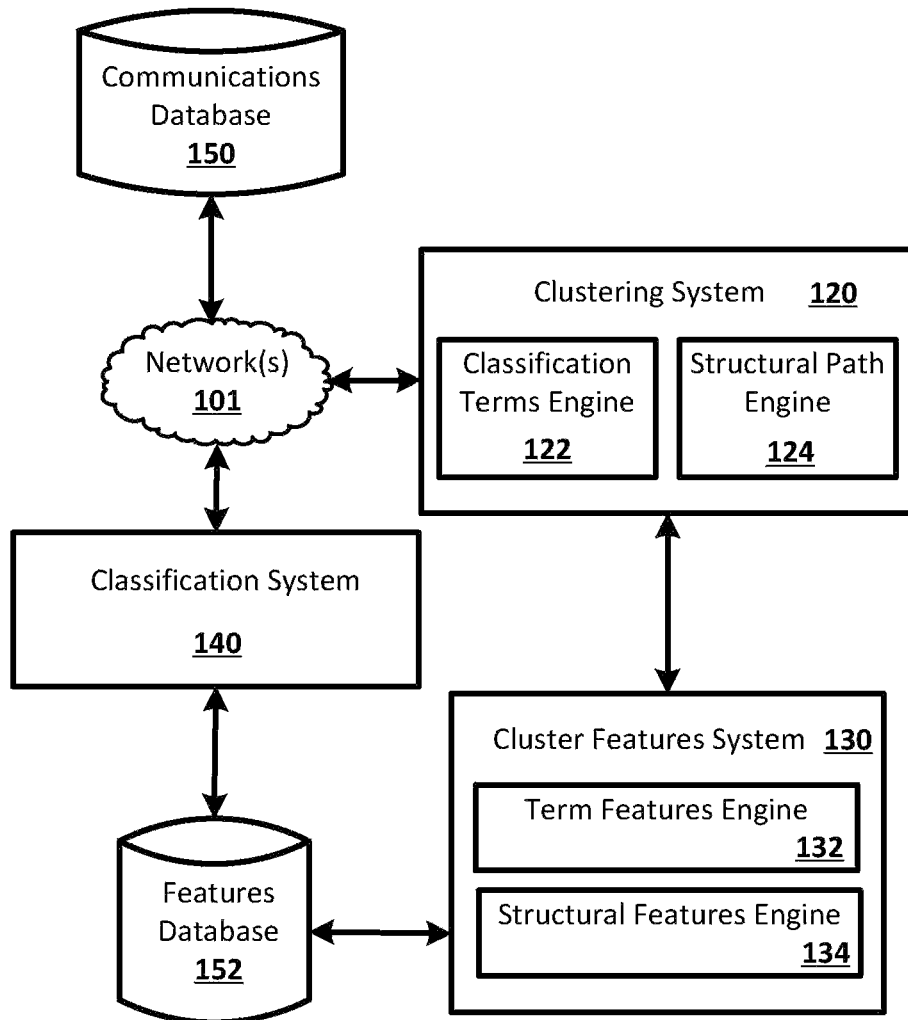 Communications
Database
150
Clustering System 120
Network(s)
101
Classification
Terms Engine
122
Structural Path
Engine
124
Classification System
140
Cluster Features System 130
Term Features Engine
132
Structural Features Engine
134
Features
Database
152